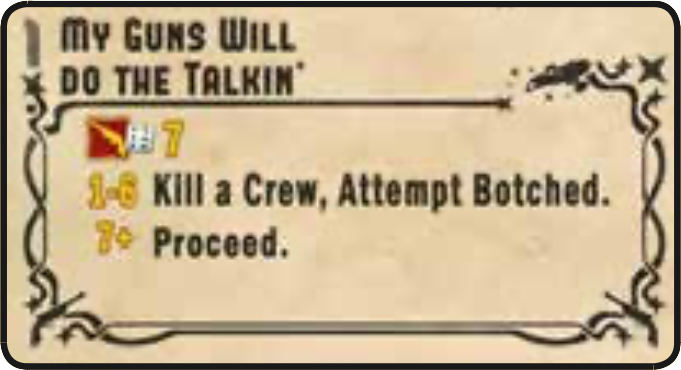 My Guns Will
do the Talkin'
7
1-6 Kill a Crew, Attempt Botched.
7+ Proceed.